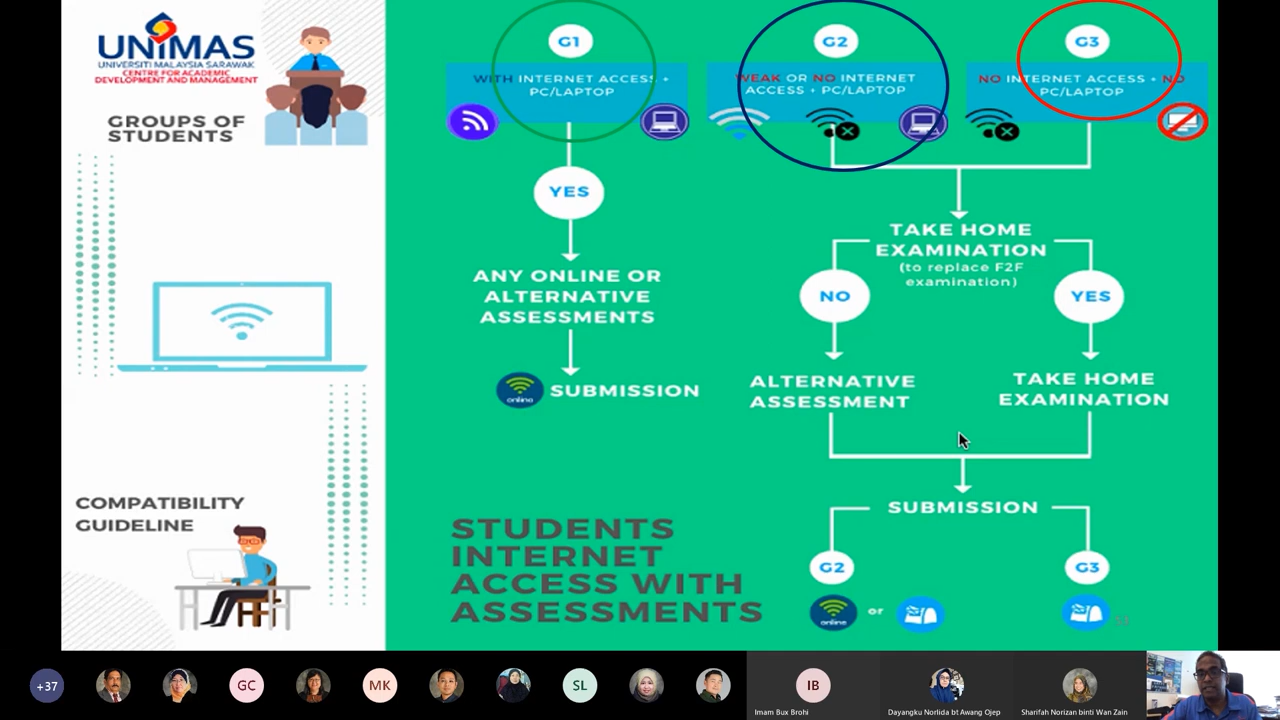 UNIMAS
UNIVERSITI MALAYSIA SARAWAK
CENTRE FOR ACADEMIC
DEVELOPMENT AND MANAGEMENT
GROUPS OF
STUDENTS
COMPATIBILITY
GUIDELINE
G1
WITH INTERNET ACCESS +
PC/LAPTOP
YES
ANY ONLINE OR
ALTERNATIVE
ASSESSMENTS
online
SUBMISSION
G2
WEAK OR NO INTERNET
ACCESS + PC/LAPTOP
G3
NO INTERNET ACCESS + NO
PC/LAPTOP
TAKE HOME
EXAMINATION
(to replace F2F
examination)
NO
YES
ALTERNATIVE
ASSESSMENT
TAKE HOME
EXAMINATION
SUBMISSION
G2
G3
online
or
STUDENTS
INTERNET
ACCESS WITH
ASSESSMENTS
+37
GC
MK
SL
IB
Imam Bux Brohi
Dayangku Norlida bt Awang Ojep
Sharifah Norizan binti Wan Zain